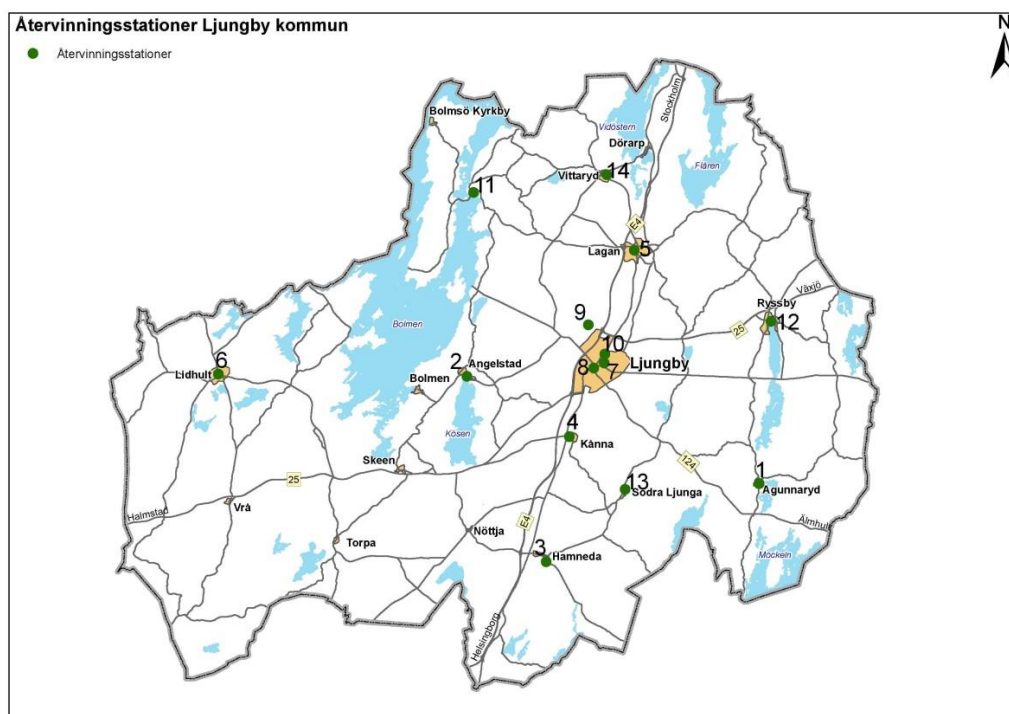 Återvinningsstationer Ljungby kommun
N
Återvinningsstationer
Bolmsö Kyrkby
Vidöstern
Stockholm
Dörarp
Flåren
Vittaryd
14
11
E4
Lagan
5
Växjö
Ryssby
12
25
9
Bolmen
10
Ljungby
8
7
6
Lidhult
2
Angelstad
Bolmen
Kösen
4
Kånna
Skeen
124
25
13
Södra Ljunga
1
Agunnaryd
Vrå
Halmstad
E4
Älmhult
Nöttja
Torpa
3
Hamneda
Möckeln
Helsingborg